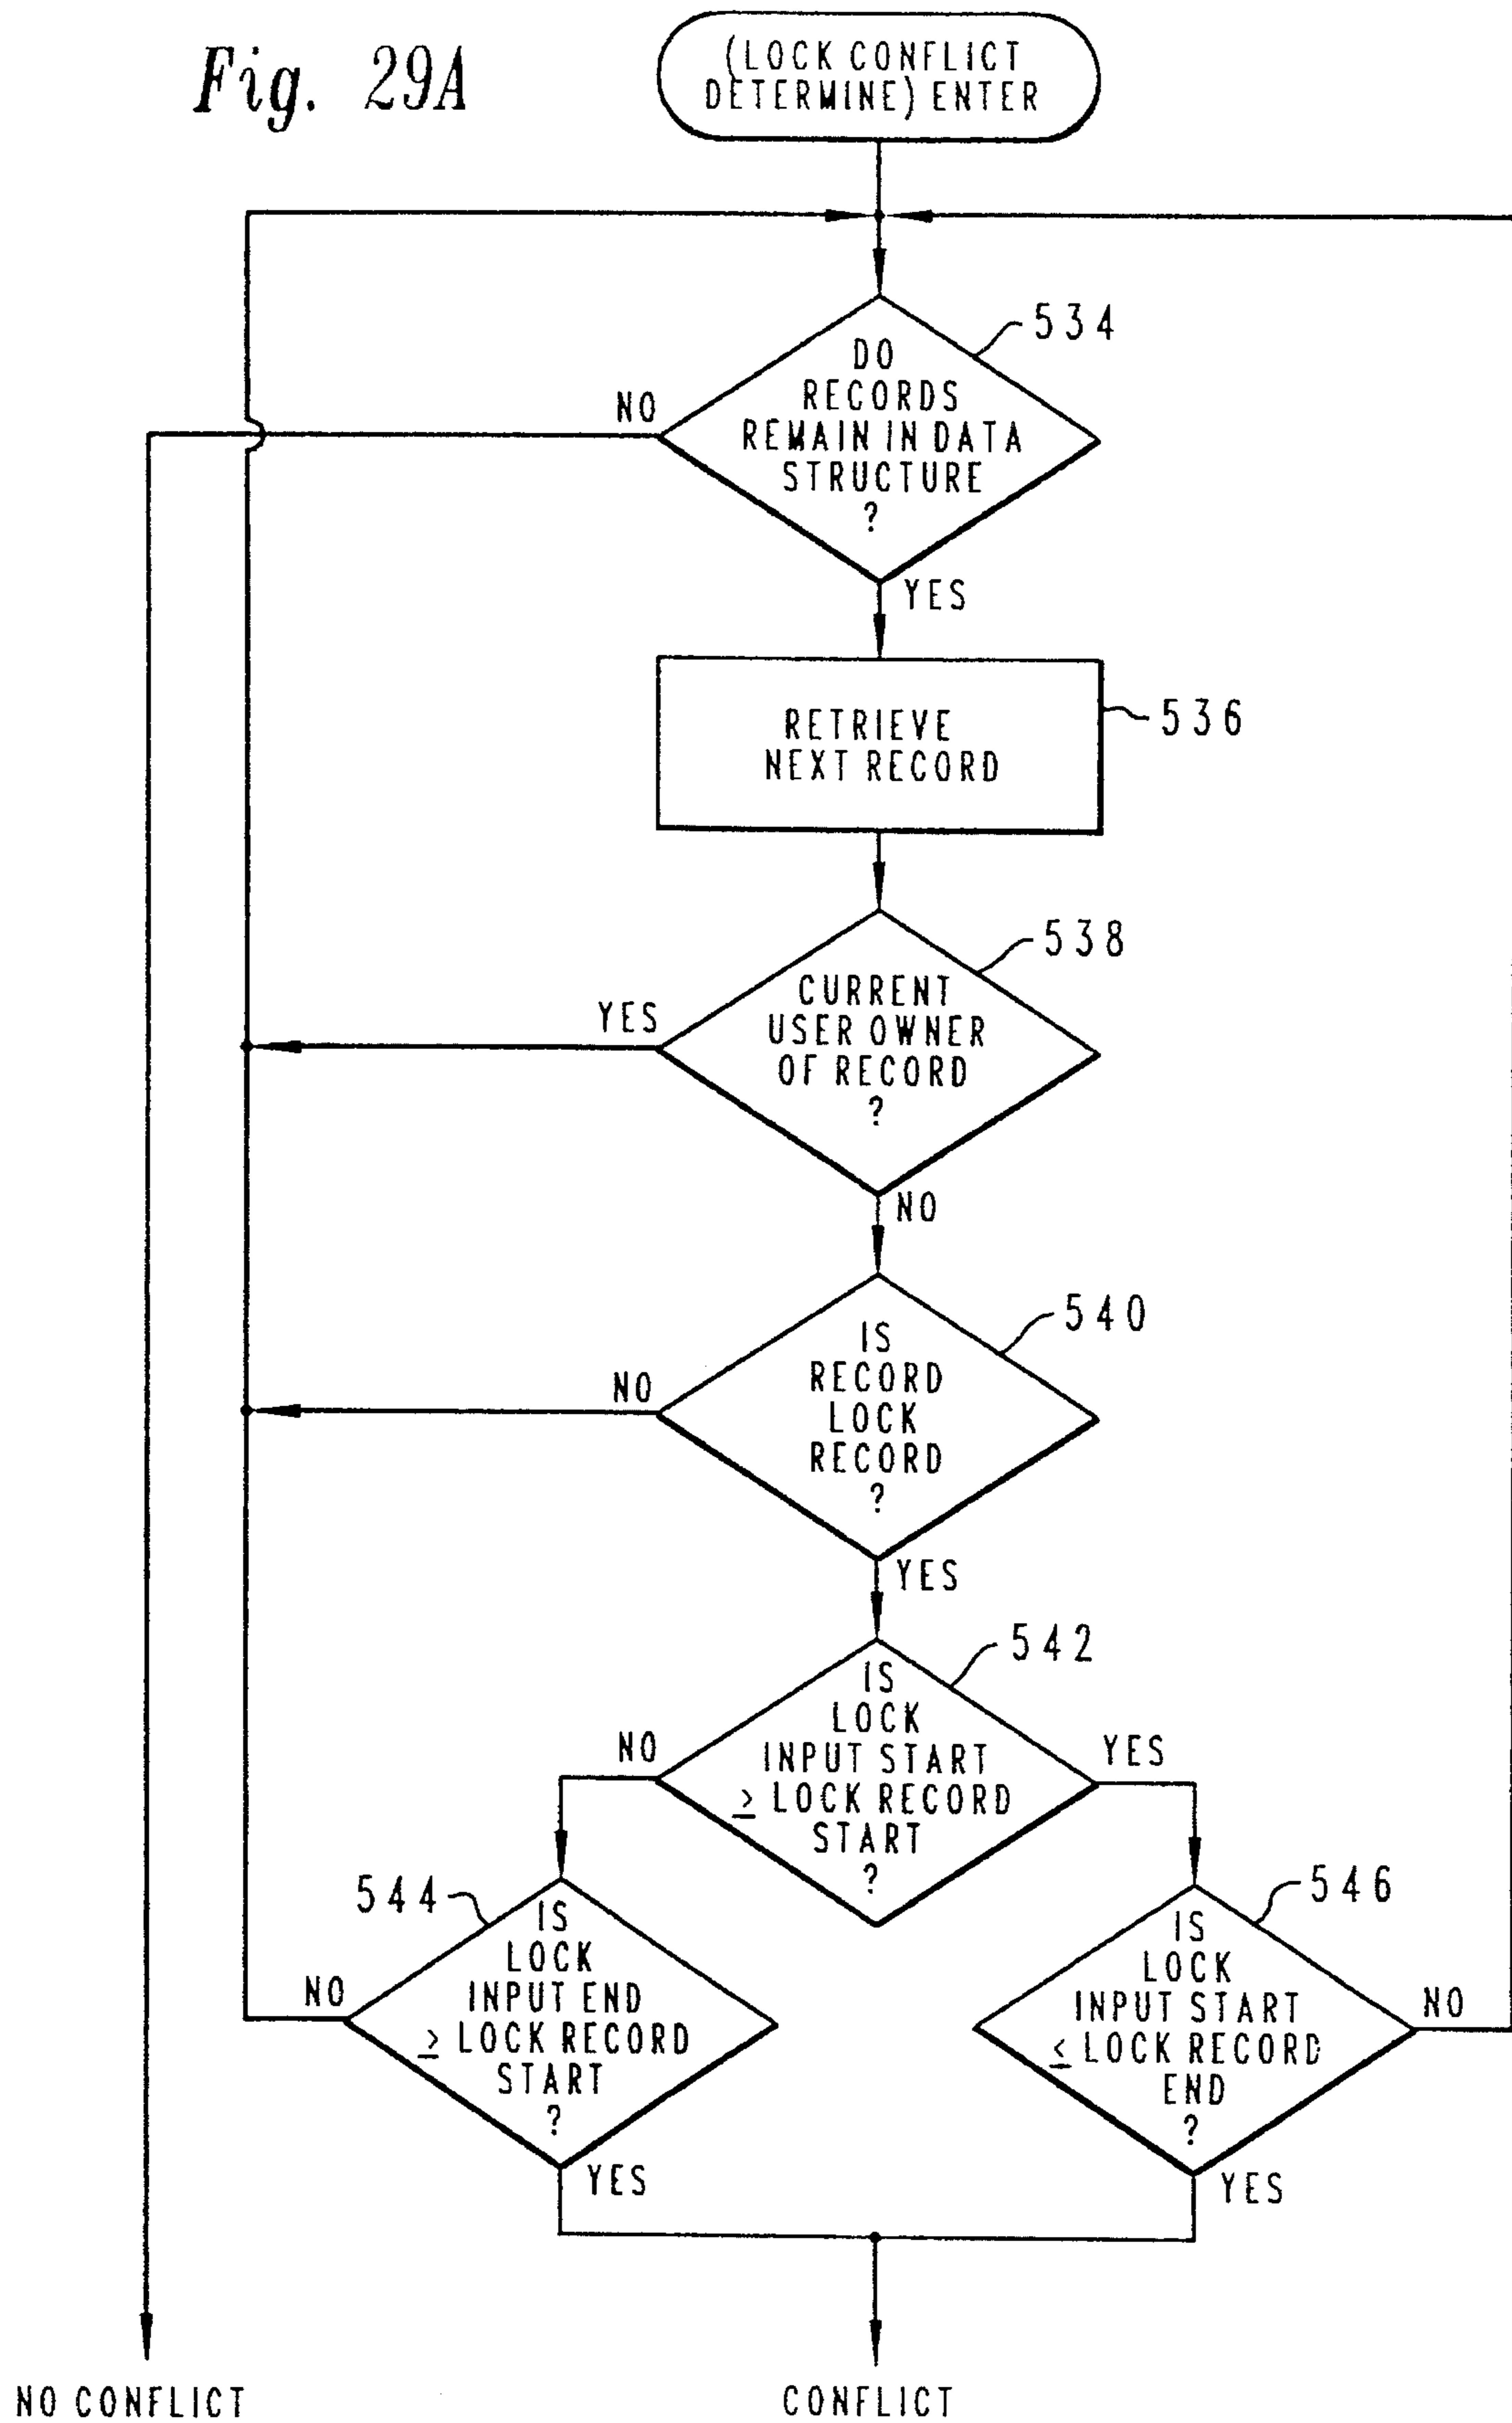 Fig. 29A
(LOCK CONFLICT
DETERMINE) ENTER
534
DO
RECORDS
REMAIN IN DATA
STRUCTURE
?
NO
YES
RETRIEVE
NEXT RECORD
536
538
CURRENT
USER OWNER
OF RECORD
?
YES
NO
540
IS
RECORD
LOCK
RECORD
?
NO
YES
542
IS
LOCK
INPUT START
≥ LOCK RECORD
START
?
NO
YES
544
IS
LOCK
INPUT END
≥ LOCK RECORD
START
?
NO
YES
546
IS
LOCK
INPUT START
≤ LOCK RECORD
END
?
NO
YES
NO CONFLICT
CONFLICT